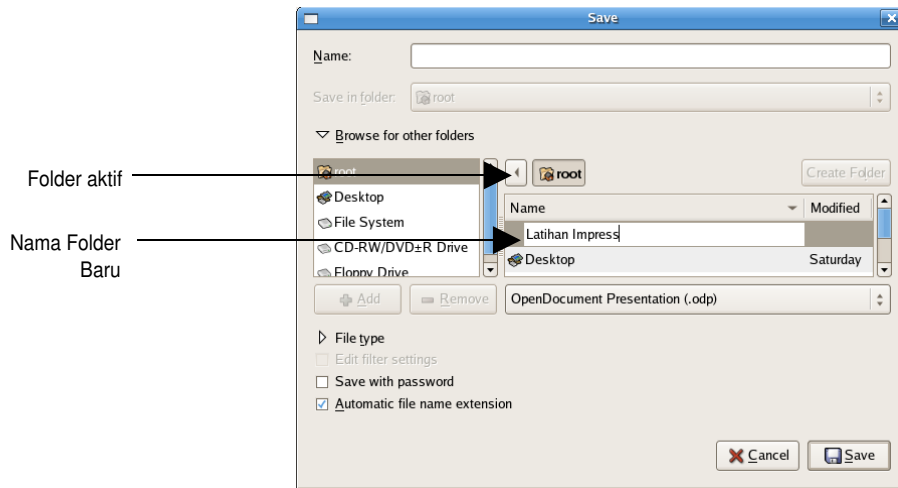 Save
Name:
Save in folder: root
Browse for other folders
root
Desktop
File System
CD-RW/DVD±R Drive
Floppy Drive
root Create Folder
Name Modified
Latihan Impress
Desktop Saturday
Folder aktif
Nama Folder
Baru
Add Remove OpenDocument Presentation (.odp)
File type
Edit filter settings
Save with password
Automatic file name extension
Cancel Save